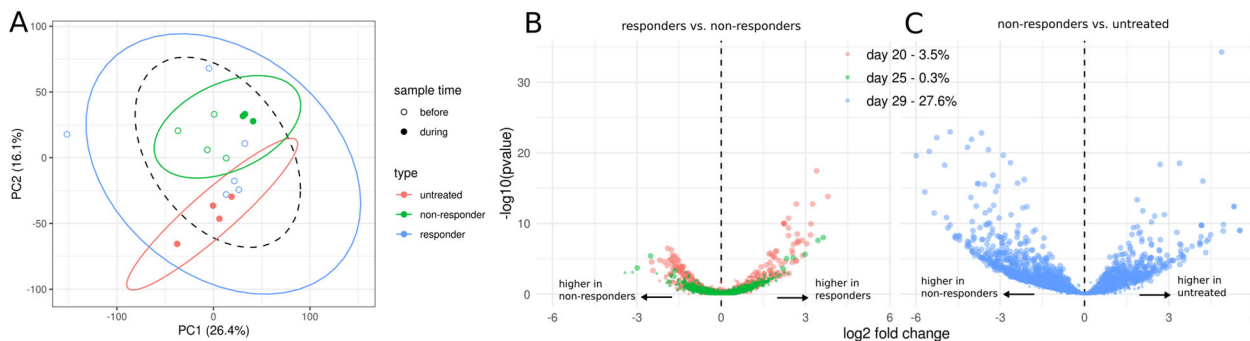 A
100
50
0
-50
-100
PC2 (16.1%)
-100
0
100
PC1 (26.4%)
sample time
before
during
type
untreated
non-responder
responder
B
responders vs. non-responders
30
20
10
0
-log10(pvalue)
-6
-3
0
3
6
higher in
non-responders
higher in
responders
day 20 - 3.5%
day 25 - 0.3%
day 29 - 27.6%
C
non-responders vs. untreated
-3
0
3
higher in
non-responders
higher in
untreated
log2 fold change